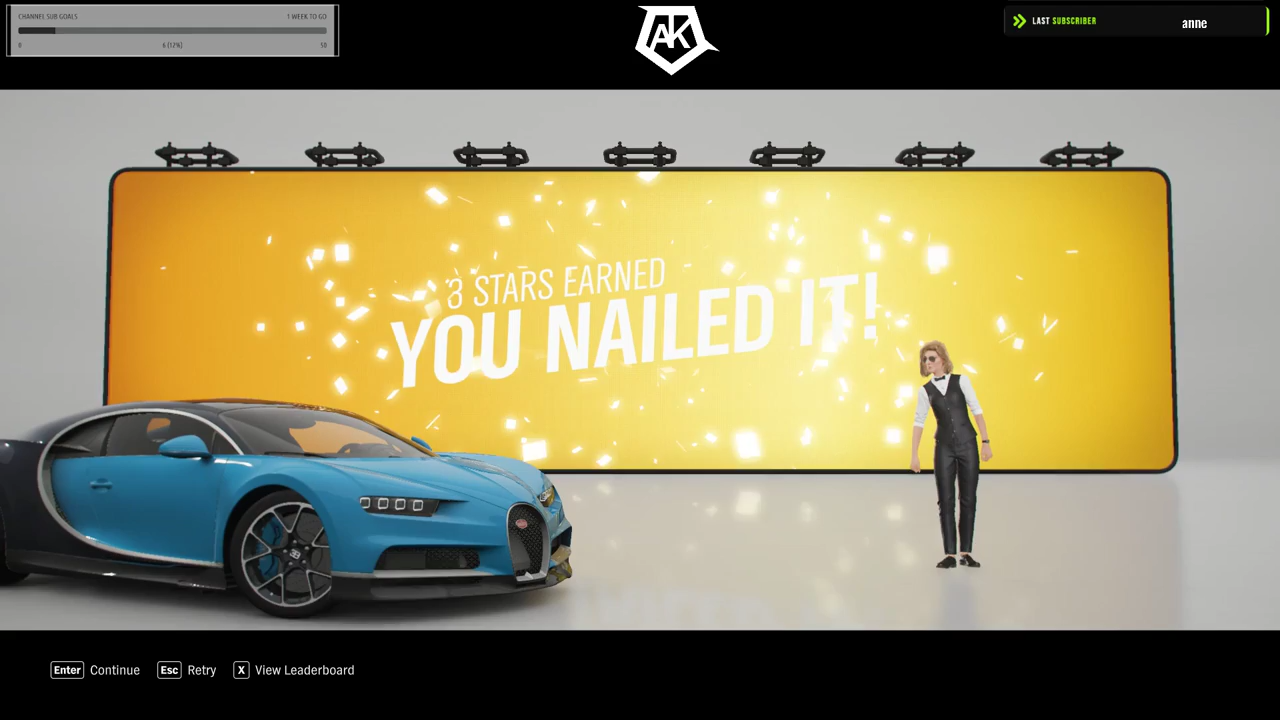 CHANNEL SUB GOALS
1 WEEK TO GO
0
6 (12%)
50
AK
LAST SUBSCRIBER
anne
3 STARS EARNED
YOU NAILED IT!
Enter Continue
Esc Retry
X View Leaderboard